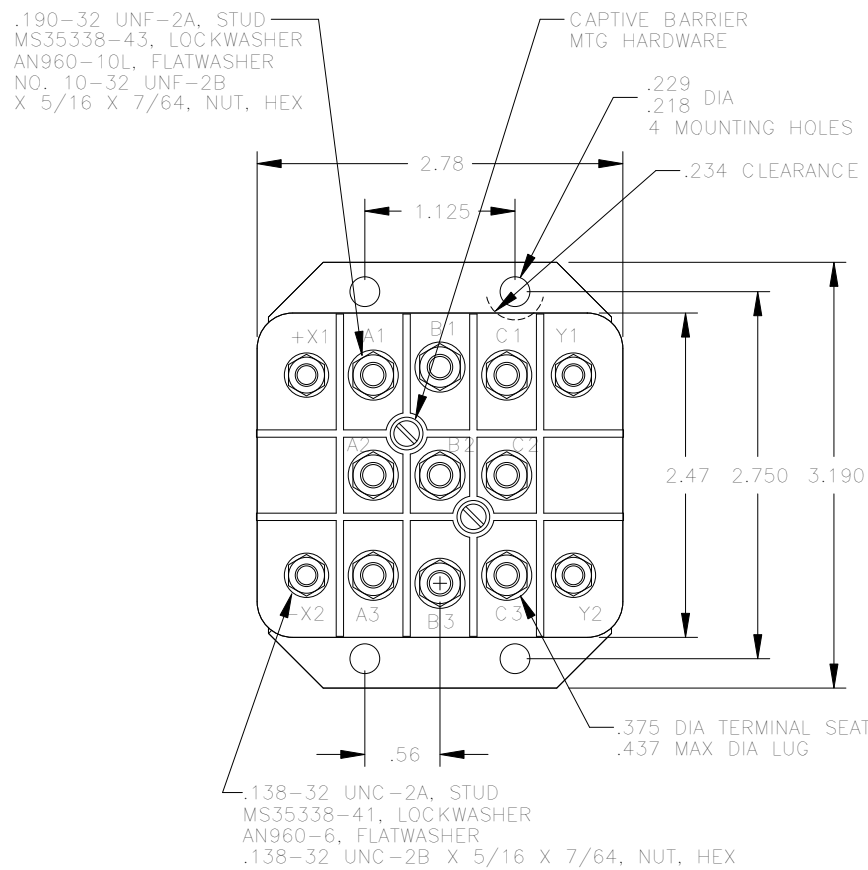 .190-32 UNF-2A, STUD
MS35338-43, LOCKWASHER
AN960-10L, FLATWASHER
NO. 10-32 UNF-2B
X 5/16 X 7/64, NUT, HEX
CAPTIVE BARRIER
MTG HARDWARE
.229
.218 DIA
4 MOUNTING HOLES
2.78
.234 CLEARANCE
1.125
+X1 A1 B1 C1 Y1
A2 B2 C2
2.47 2.750 3.190
-X2 A3 B3 C3 Y2
.375 DIA TERMINAL SEAT
.437 MAX DIA LUG
.56
.138-32 UNC-2A, STUD
MS35338-41, LOCKWASHER
AN960-6, FLATWASHER
.138-32 UNC-2B X 5/16 X 7/64, NUT, HEX